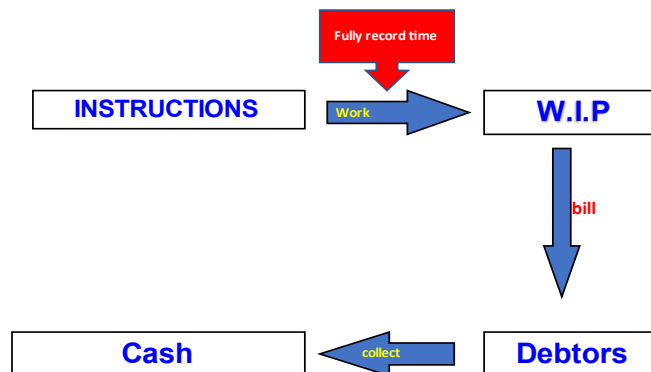 Fully record time
INSTRUCTIONS
Work
W.I.P
bill
Cash
collect
Debtors